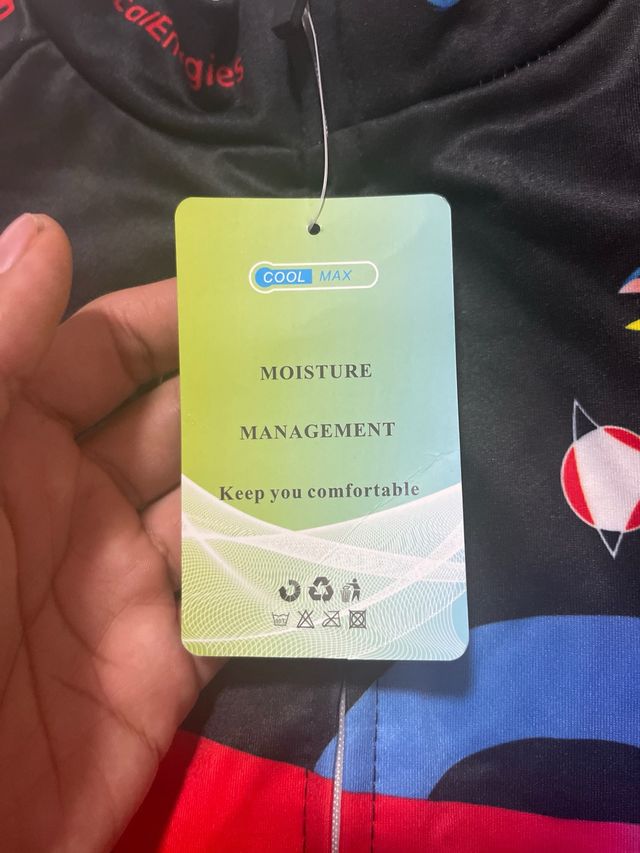 COOL MAX
MOISTURE
MANAGEMENT
Keep you comfortable